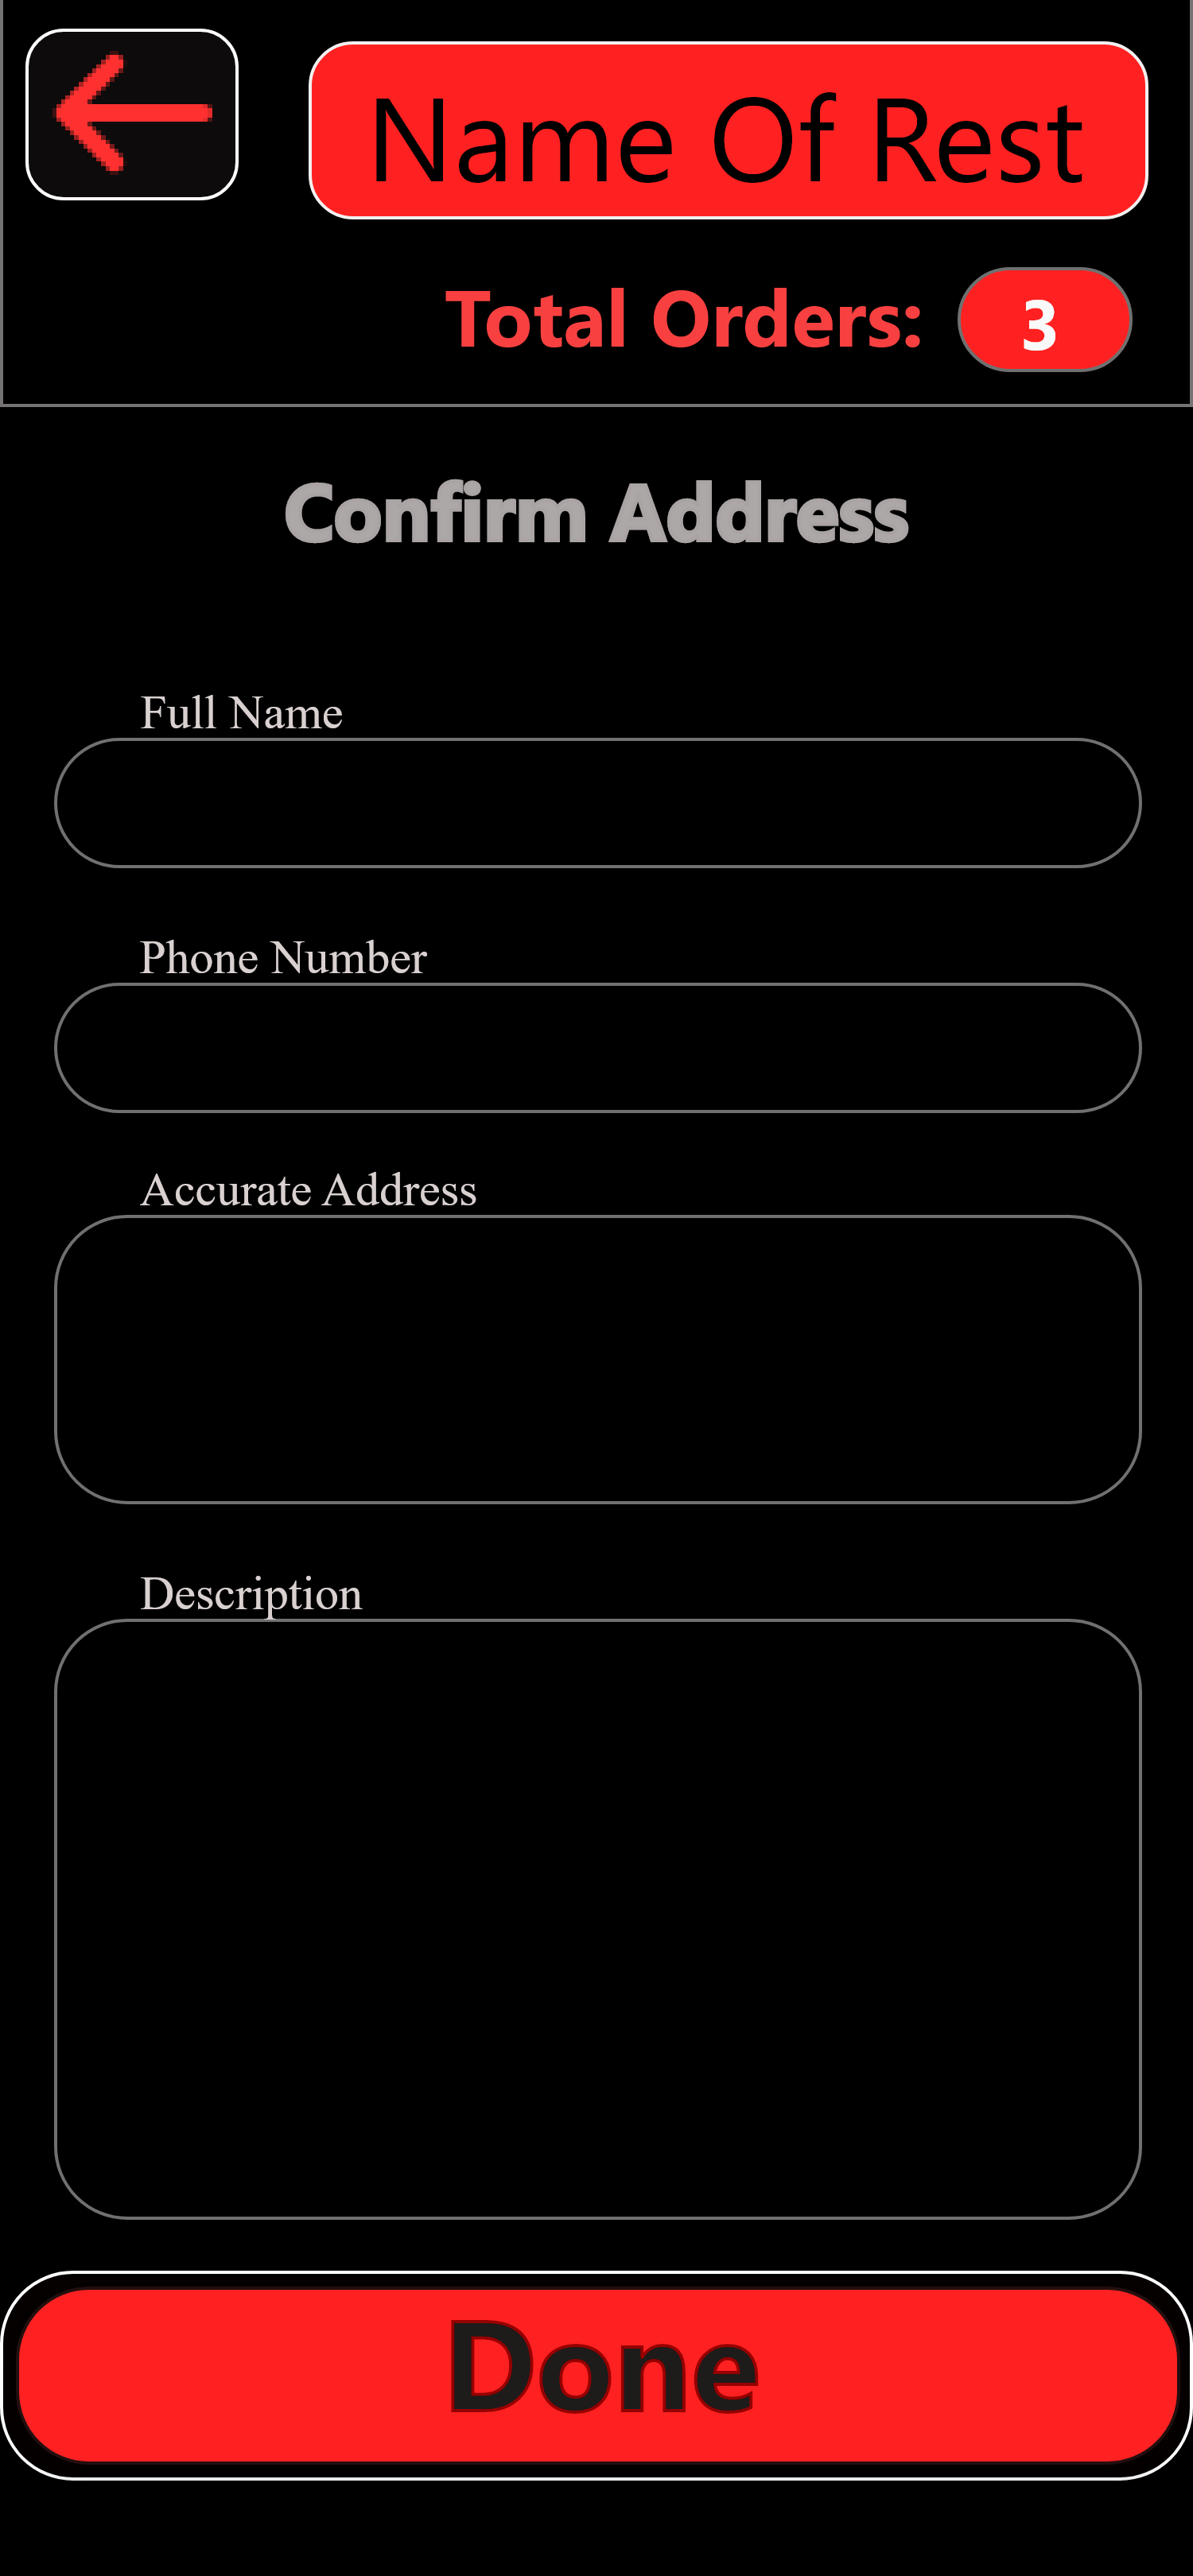 Name Of Rest
Total Orders: 3
Confirm Address
Full Name
Phone Number
Accurate Address
Description
Done